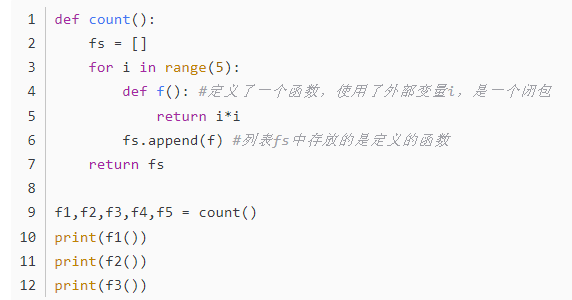 1 def count():
2     fs = []
3     for i in range(5):
4         def f(): #定义了一个函数，使用了外部变量i，是一个闭包
5             return i*i
6         fs.append(f) #列表fs中存放的是定义的函数
7     return fs
8
9 f1,f2,f3,f4,f5 = count()
10 print(f1())
11 print(f2())
12 print(f3())